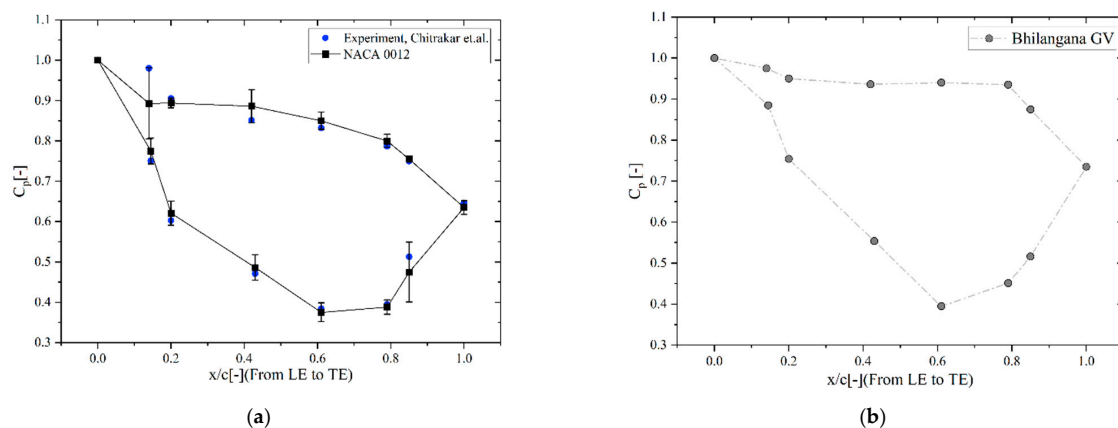 1.1
1.0
0.9
0.8
0.7
0.6
0.5
0.4
0.3
Cp[-]
Experiment, Chitrakar et.al.
NACA 0012
0.0 0.2 0.4 0.6 0.8 1.0
x/c[-](From LE to TE)
(a)
1.1
1.0
0.9
0.8
0.7
0.6
0.5
0.4
0.3
Cp [-]
Bhilangana GV
0.0 0.2 0.4 0.6 0.8 1.0
x/c[-](From LE to TE)
(b)